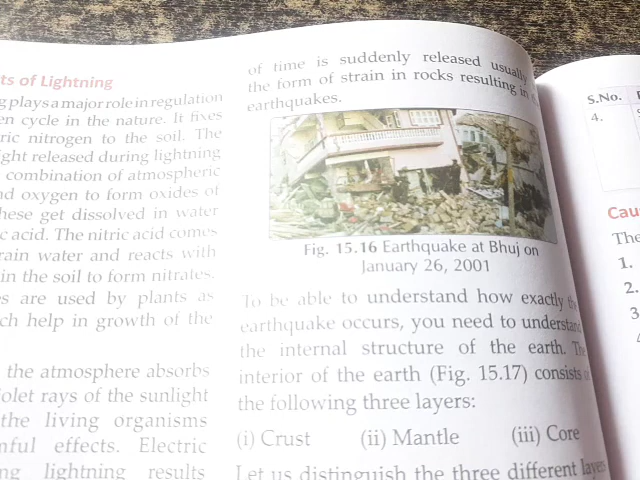 ts of Lightning
g plays a major role in regulation
en cycle in the nature. It fixes
ric nitrogen to the soil. The
ght released during lightning
combination of atmospheric
nd oxygen to form oxides of
hese get dissolved in water
c acid. The nitric acid comes
rain water and reacts with
in the soil to form nitrates.
es are used by plants as
ch help in growth of the
the atmosphere absorbs
iolet rays of the sunlight
the living organisms
nful effects. Electric
ng lightning results
of time is suddenly released usually
the form of strain in rocks resulting in
earthquakes.
Fig. 15.16 Earthquake at Bhuj on
January 26, 2001
To be able to understand how exactly
earthquake occurs, you need to understand
the internal structure of the earth. The
interior of the earth (Fig. 15.17) consists
the following three layers:
(i) Crust (ii) Mantle (iii) Core
Let us distinguish the three different layers
S.No.
4.
Cau
The
1.
2.
3